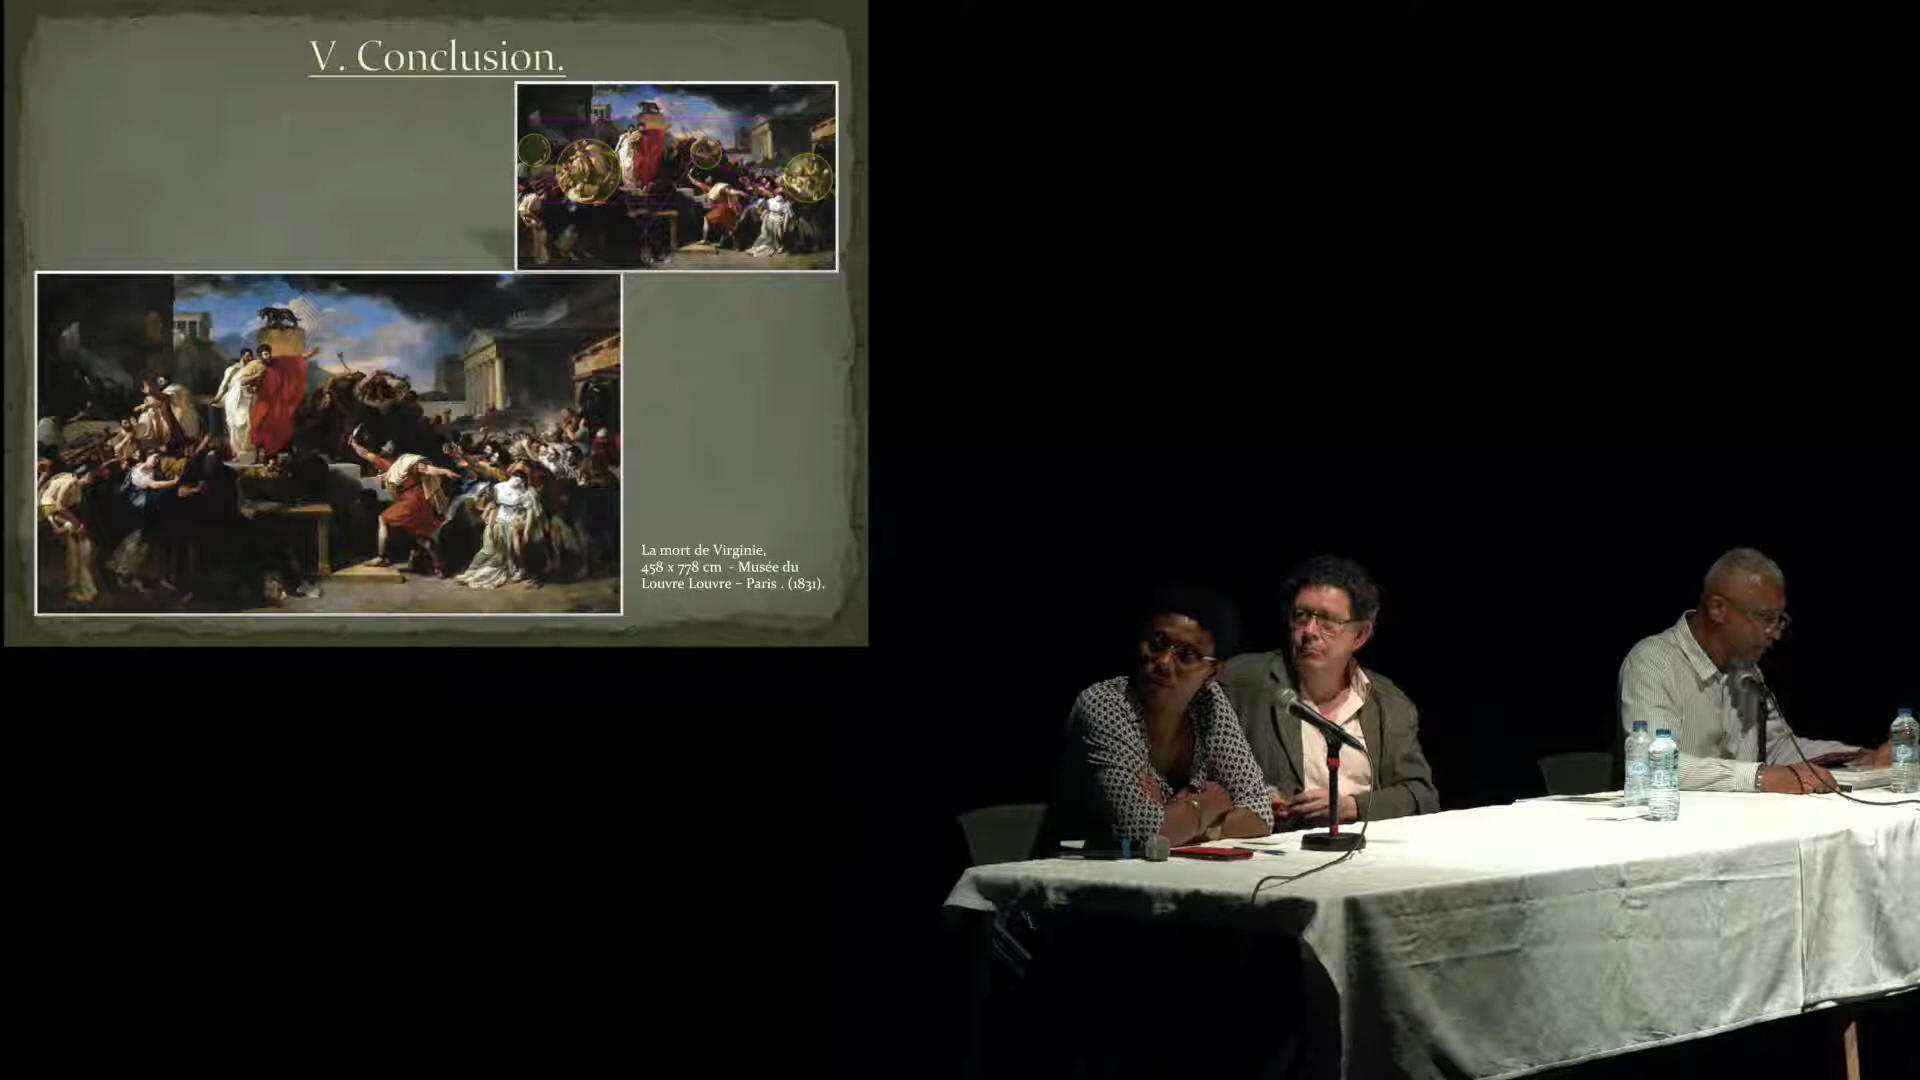 V. Conclusion.
La mort de Virginie,
458 x 778 cm - Musée du
Louvre Louvre – Paris . (1831).